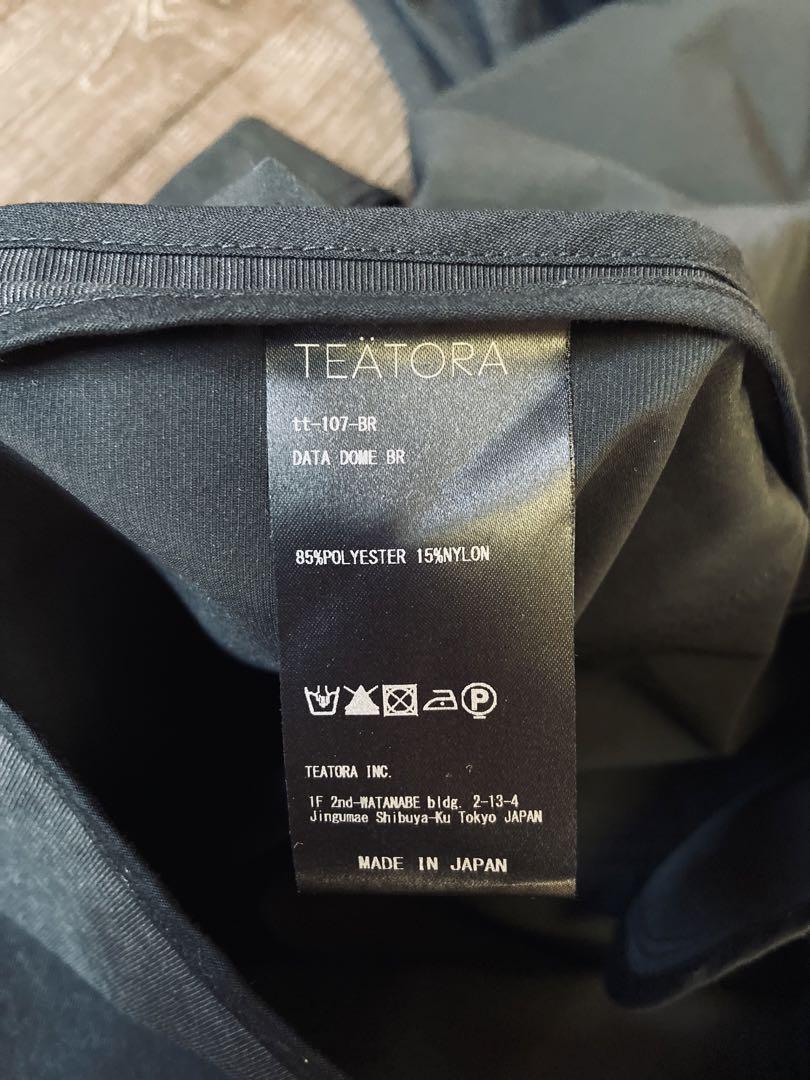 TEÄTORA
tt-107-BR
DATA DOME BR
85%POLYESTER 15%NYLON
P
TEATORA INC.
1F 2nd-WATANABE bldg. 2-13-4
Jingumae Shibuya-Ku Tokyo JAPAN
MADE IN JAPAN